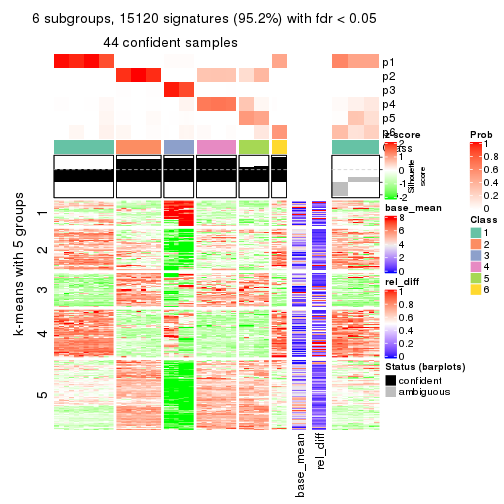 6 subgroups, 15120 signatures (95.2%) with fdr < 0.05
44 confident samples
p1
p2
p3
p4
p5
p6
Class
Silhouette
score
k-means with 5 groups
1
2
3
4
5
base_mean
rel_diff
z-score
2
1
0
-1
-2
base_mean
8
6
4
2
0
rel_diff
1
0.8
0.6
0.4
0.2
0
Status (barplots)
confident
ambiguous
Prob
1
0.8
0.6
0.4
0.2
0
Class
1
2
3
4
5
6